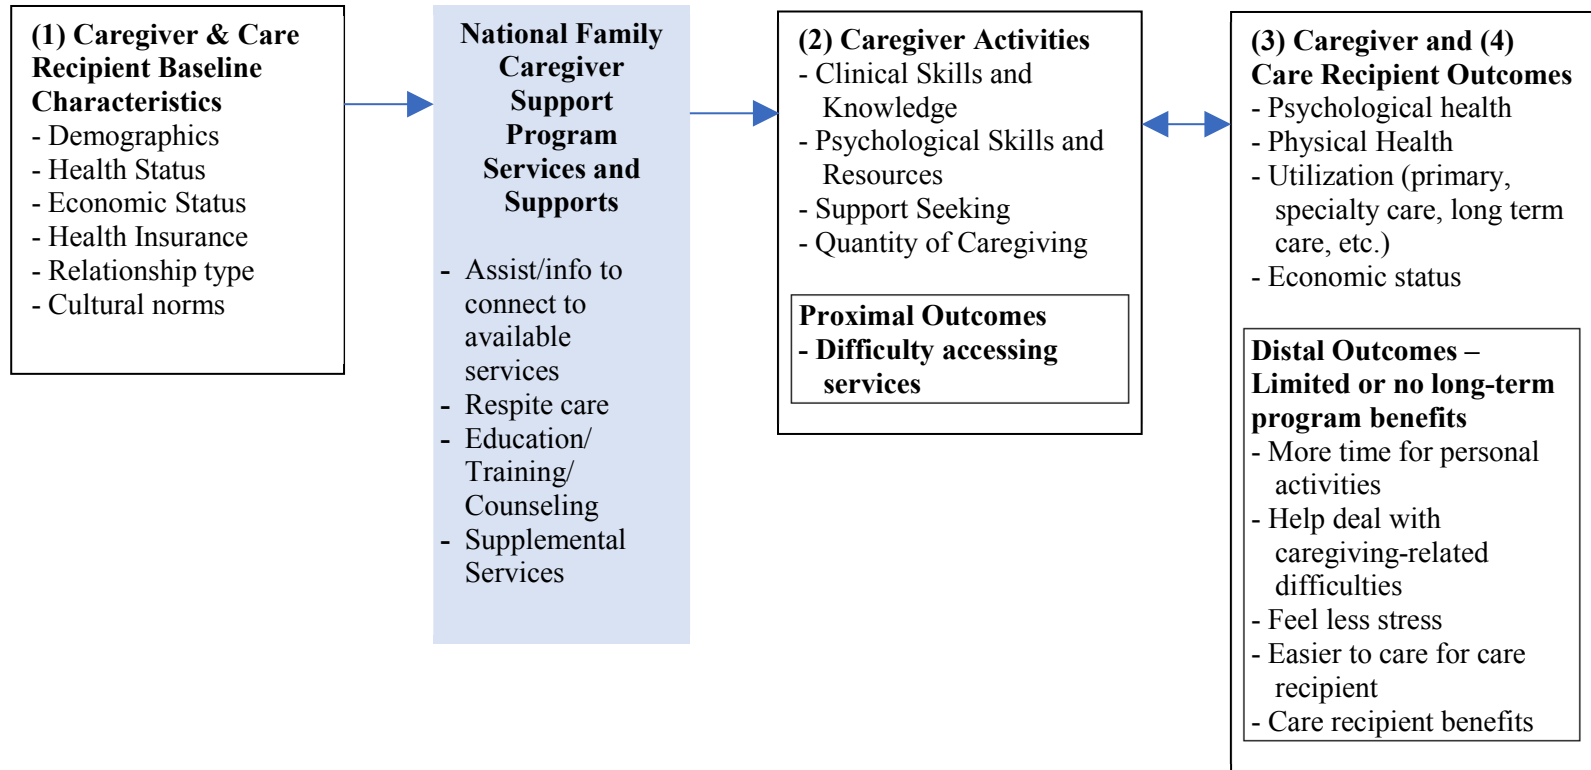 (1) Caregiver & Care
Recipient Baseline
Characteristics
- Demographics
- Health Status
- Economic Status
- Health Insurance
- Relationship type
- Cultural norms
National Family
Caregiver
Support
Program
Services and
Supports
- Assist/info to
connect to
available
services
- Respite care
- Education/
Training/
Counseling
- Supplemental
Services
(2) Caregiver Activities
- Clinical Skills and
Knowledge
- Psychological Skills and
Resources
- Support Seeking
- Quantity of Caregiving
Proximal Outcomes
- Difficulty accessing
services
(3) Caregiver and (4)
Care Recipient Outcomes
- Psychological health
- Physical Health
- Utilization (primary,
specialty care, long term
care, etc.)
- Economic status
Distal Outcomes –
Limited or no long-term
program benefits
- More time for personal
activities
- Help deal with
caregiving-related
difficulties
- Feel less stress
- Easier to care for care
recipient
- Care recipient benefits